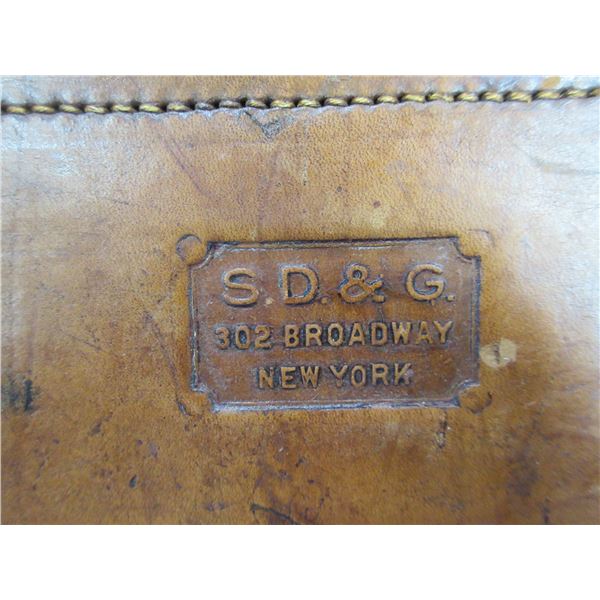 S. D. & G.
302 BROADWAY
NEW YORK